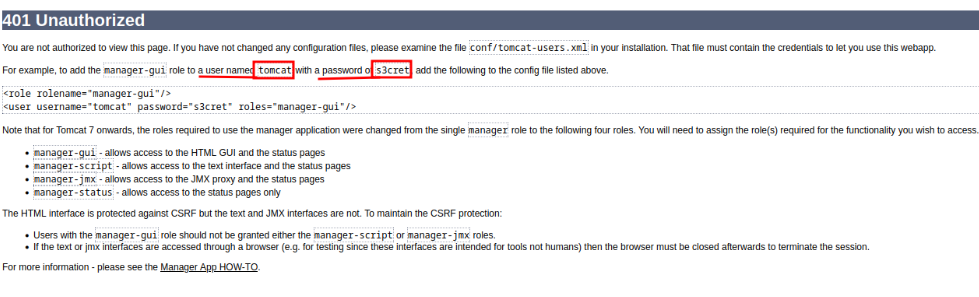 401 Unauthorized
You are not authorized to view this page. If you have not changed any configuration files, please examine the file conf/tomcat-users.xml in your installation. That file must contain the credentials to let you use this webapp.
For example, to add the manager-gui role to a user named tomcat with a password of s3cret, add the following to the config file listed above.
<role rolename="manager-gui"/>
<user username="tomcat" password="s3cret" roles="manager-gui"/>
Note that for Tomcat 7 onwards, the roles required to use the manager application were changed from the single manager role to the following four roles. You will need to assign the role(s) required for the functionality you wish to access.
• manager-gui - allows access to the HTML GUI and the status pages
• manager-script - allows access to the text interface and the status pages
• manager-jmx - allows access to the JMX proxy and the status pages
• manager-status - allows access to the status pages only
The HTML interface is protected against CSRF but the text and JMX interfaces are not. To maintain the CSRF protection:
• Users with the manager-gui role should not be granted either the manager-script or manager-jmx roles.
• If the text or jmx interfaces are accessed through a browser (e.g. for testing since these interfaces are intended for tools not humans) then the browser must be closed afterwards to terminate the session.
For more information - please see the Manager App HOW-TO.